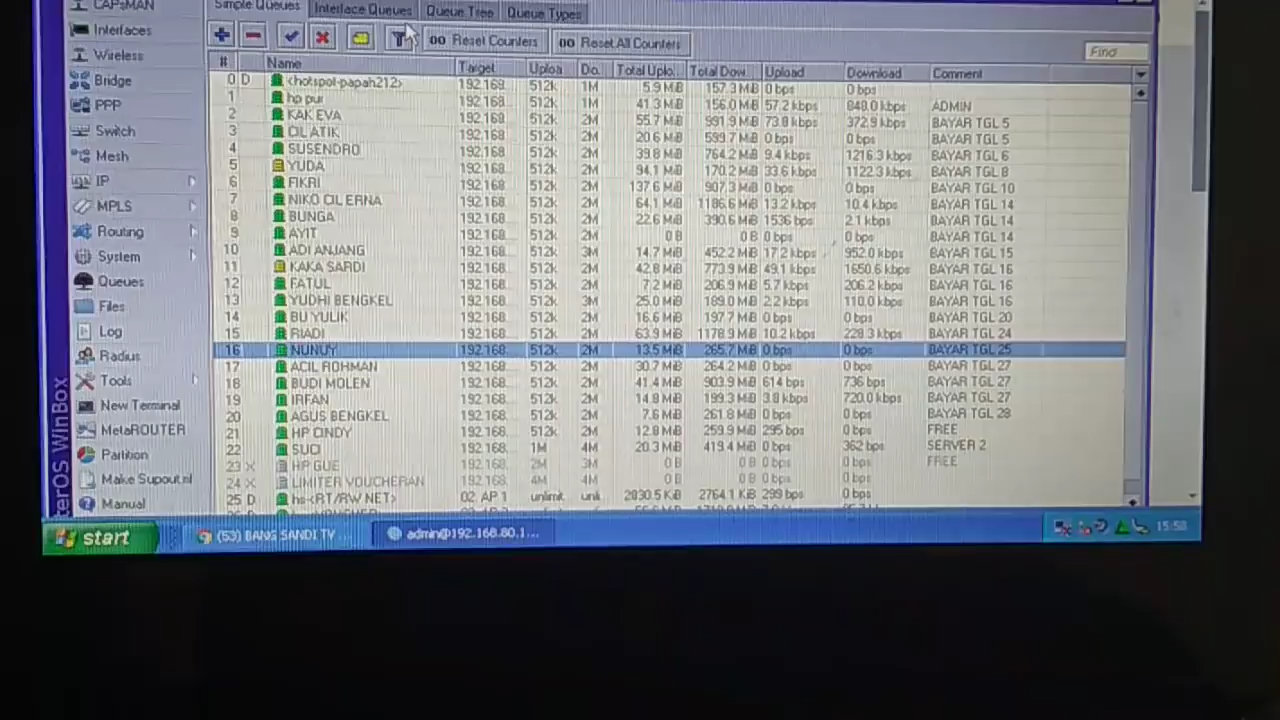 CAPsMAN
Interfaces
Wireless
Bridge
PPP
Switch
Mesh
IP
MPLS
Routing
System
Queues
Files
Log
Radius
Tools
New Terminal
MetaROUTER
Partition
Make Supout.rif
Manual
terOS WinBox
Simple Queues Interface Queues Queue Tree Queue Types
00 Reset Counters 00 Reset All Counters Find
# Name Target Uploa Do.. Total Uplo.. Total Dow.. Upload Download Comment
0 D <hotspot-papah212> 192.168. 512k 1M 5.9 MiB 157.3 MiB 0 bps 0 bps
1 hp pur 192.168. 512k 1M 41.3 MiB 156.0 MiB 57.2 kbps 848.0 kbps ADMIN
2 KAK EVA 192.168. 512k 2M 55.7 MiB 991.9 MiB 73.8 kbps 372.9 kbps BAYAR TGL 5
3 CIL ATIK 192.168. 512k 2M 20.6 MiB 599.7 MiB 0 bps 0 bps BAYAR TGL 5
4 SUSENDRO 192.168. 512k 2M 39.8 MiB 764.2 MiB 9.4 kbps 1216.3 kbps BAYAR TGL 6
5 YUDA 192.168. 512k 2M 94.1 MiB 170.2 MiB 33.6 kbps 1122.3 kbps BAYAR TGL 8
6 FIKRI 192.168. 512k 2M 137.6 MiB 907.3 MiB 0 bps 0 bps BAYAR TGL 10
7 NIKO CIL ERNA 192.168. 512k 2M 64.1 MiB 1186.6 MiB 13.2 kbps 10.4 kbps BAYAR TGL 14
8 BUNGA 192.168. 512k 2M 22.6 MiB 390.6 MiB 1536 bps 2.1 kbps BAYAR TGL 14
9 AYIT 192.168. 512k 2M 0 B 0 B 0 bps 0 bps BAYAR TGL 14
10 ADI ANJANG 192.168. 512k 3M 14.7 MiB 452.2 MiB 17.2 kbps 952.0 kbps BAYAR TGL 15
11 KAKA SARDI 192.168. 512k 2M 42.8 MiB 773.9 MiB 49.1 kbps 1650.6 kbps BAYAR TGL 16
12 FATUL 192.168. 512k 2M 7.2 MiB 206.9 MiB 5.7 kbps 206.2 kbps BAYAR TGL 16
13 YUDHI BENGKEL 192.168. 512k 3M 25.0 MiB 189.0 MiB 2.2 kbps 110.0 kbps BAYAR TGL 16
14 BU YULIK 192.168. 512k 2M 16.6 MiB 197.7 MiB 0 bps 0 bps BAYAR TGL 20
15 RIADI 192.168. 512k 2M 63.9 MiB 1178.9 MiB 10.2 kbps 228.3 kbps BAYAR TGL 24
16 NUNUY 192.168. 512k 2M 13.5 MiB 265.7 MiB 0 bps 0 bps BAYAR TGL 25
17 ACIL ROHMAN 192.168. 512k 2M 30.7 MiB 264.2 MiB 0 bps 0 bps BAYAR TGL 27
18 BUDI MOLEN 192.168. 512k 2M 41.4 MiB 903.9 MiB 614 bps 736 bps BAYAR TGL 27
19 IRFAN 192.168. 512k 2M 14.8 MiB 199.3 MiB 3.8 kbps 720.0 kbps BAYAR TGL 27
20 AGUS BENGKEL 192.168. 512k 2M 7.6 MiB 261.8 MiB 0 bps 0 bps BAYAR TGL 28
21 HP CINDY 192.168. 512k 2M 12.8 MiB 259.9 MiB 295 bps 0 bps FREE
22 SUCI 192.168. 1M 4M 20.3 MiB 419.4 MiB 0 bps 362 bps SERVER 2
23 X HP GUE 192.168. 2M 3M 0 B 0 B 0 bps 0 bps FREE
24 X LIMITER VOUCHERAN 192.168. 4M 4M 0 B 0 B 0 bps 0 bps
25 D hs-<RT/RW NET> 02. AP 1 unlimit.. unli.. 2830.5 KiB 2764.1 KiB 299 bps 0 bps
start (53) BANG SANDI TV ... admin@192.168.80.1... 15:58